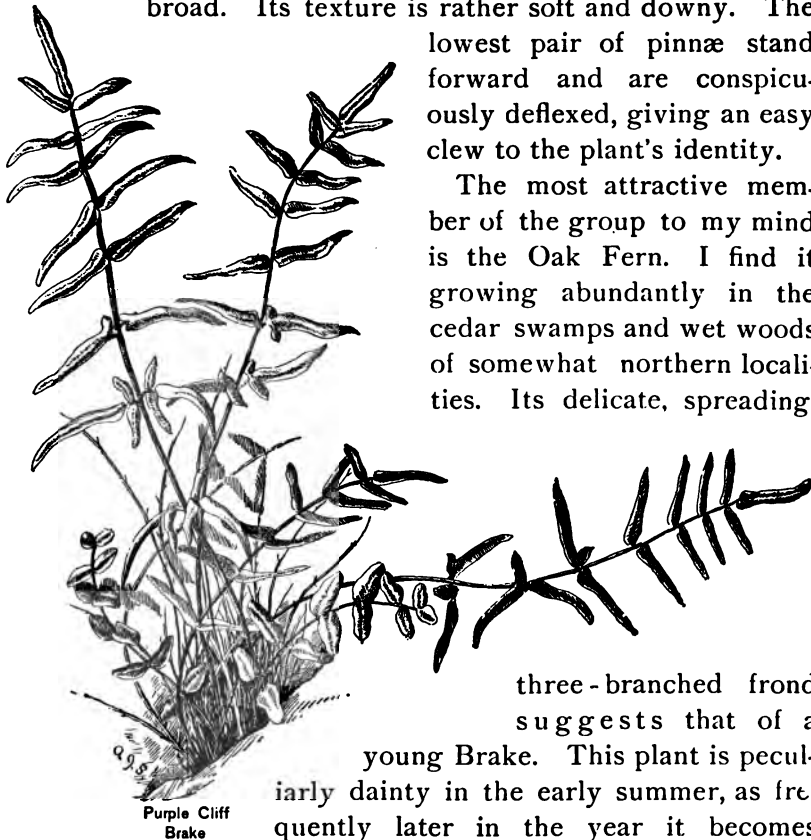 broad. Its texture is rather soft and downy. The
lowest pair of pinnæ stand
forward and are conspicu-
ously deflexed, giving an easy
clew to the plant's identity.
The most attractive mem-
ber of the group to my mind
is the Oak Fern. I find it
growing abundantly in the
cedar swamps and wet woods
of somewhat northern locali-
ties. Its delicate, spreading
three-branched frond
suggests that of a
young Brake. This plant is pecul-
iarly dainty in the early summer, as fre
quently later in the year it becomes
Purple Cliff
Brake